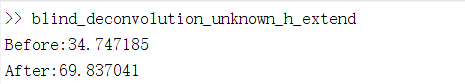 >> blind_deconvolution_unknown_h_extend
Before:34.747185
After:69.837041